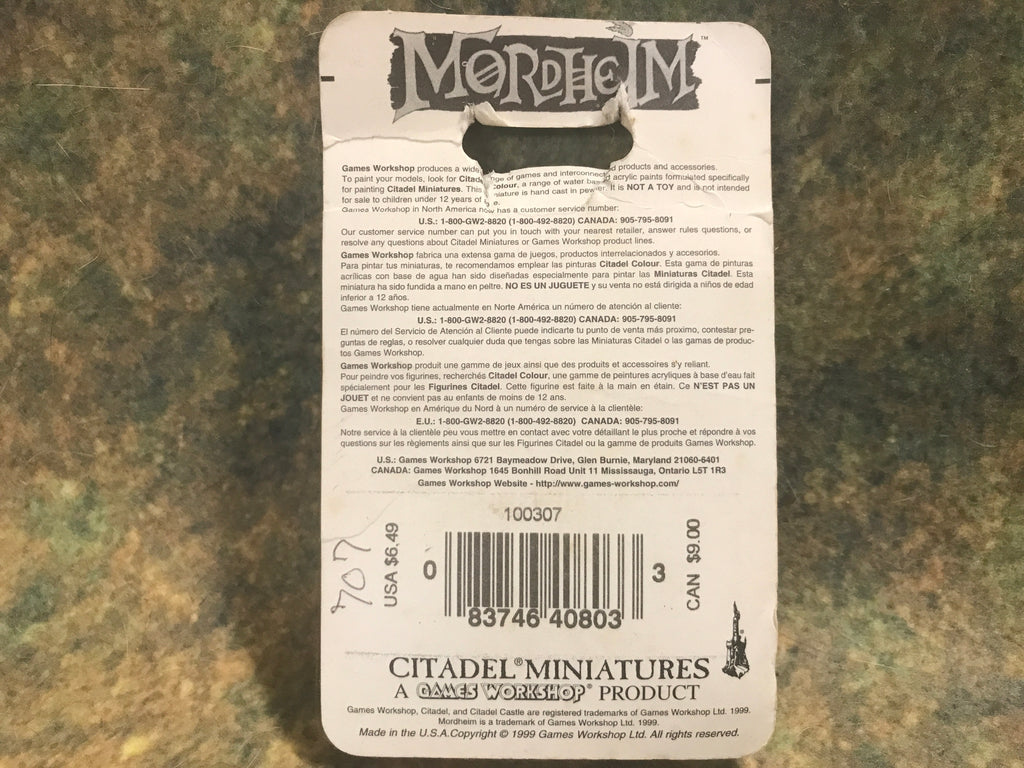 MORDHEIM™
Games Workshop produces a wide range of games and interconnected products and accessories.
To paint your models, look for Citadel Colour, a range of water based acrylic paints formulated specifically
for painting Citadel Miniatures. This miniature is hand cast in pewter. It is NOT A TOY and is not intended
for sale to children under 12 years of age.
Games Workshop in North America now has a customer service number:
U.S.: 1-800-GW2-8820 (1-800-492-8820) CANADA: 905-795-8091
Our customer service number can put you in touch with your nearest retailer, answer rules questions, or
resolve any questions about Citadel Miniatures or Games Workshop product lines.
Games Workshop fabrica una extensa gama de juegos, productos interrelacionados y accesorios.
Para pintar tus miniaturas, te recomendamos emplear las pinturas Citadel Colour. Esta gama de pinturas
acrílicas con base de agua han sido diseñadas especialmente para pintar las Miniaturas Citadel. Esta
miniatura ha sido fundida a mano en peltre. NO ES UN JUGUETE y su venta no está dirigida a niños de edad
inferior a 12 años.
Games Workshop tiene actualmente en Norte América un número de atención al cliente:
U.S.: 1-800-GW2-8820 (1-800-492-8820) CANADA: 905-795-8091
El número del Servicio de Atención al Cliente puede indicarte tu punto de venta más proximo, contestar pre-
guntas de reglas, o resolver cualquier duda que tengas sobre las Miniaturas Citadel o las gamas de produc-
tos Games Workshop.
Games Workshop produit une gamme de jeux ainsi que des produits et accessoires s'y reliant.
Pour peindre vos figurines, recherchés Citadel Colour, une gamme de peintures acryliques à base d'eau fait
spécialement pour les Figurines Citadel. Cette figurine est faite à la main en étain. Ce N'EST PAS UN
JOUET et ne convient pas au enfants de moins de 12 ans.
Games Workshop en Amérique du Nord à un numéro de service à la clientèle:
E.U.: 1-800-GW2-8820 (1-800-492-8820) CANADA: 905-795-8091
Notre service à la clientèle peu vous mettre en contact avec votre détaillant le plus proche et répondre à vos
questions sur les règlements ainsi que sur les Figurines Citadel ou la gamme de produits Games Workshop.
U.S.: Games Workshop 6721 Baymeadow Drive, Glen Burnie, Maryland 21060-6401
CANADA: Games Workshop 1645 Bonhill Road Unit 11 Mississauga, Ontario L5T 1R3
Games Workshop Website - http://www.games-workshop.com/
100307
707
USA $6.49
0 83746 40803 3
CAN $9.00
CITADEL® MINIATURES
A GAMES WORKSHOP® PRODUCT
Games Workshop, Citadel, and Citadel Castle are registered trademarks of Games Workshop Ltd. 1999.
Mordheim is a trademark of Games Workshop Ltd. 1999.
Made in the U.S.A. Copyright © 1999 Games Workshop Ltd. All rights reserved.